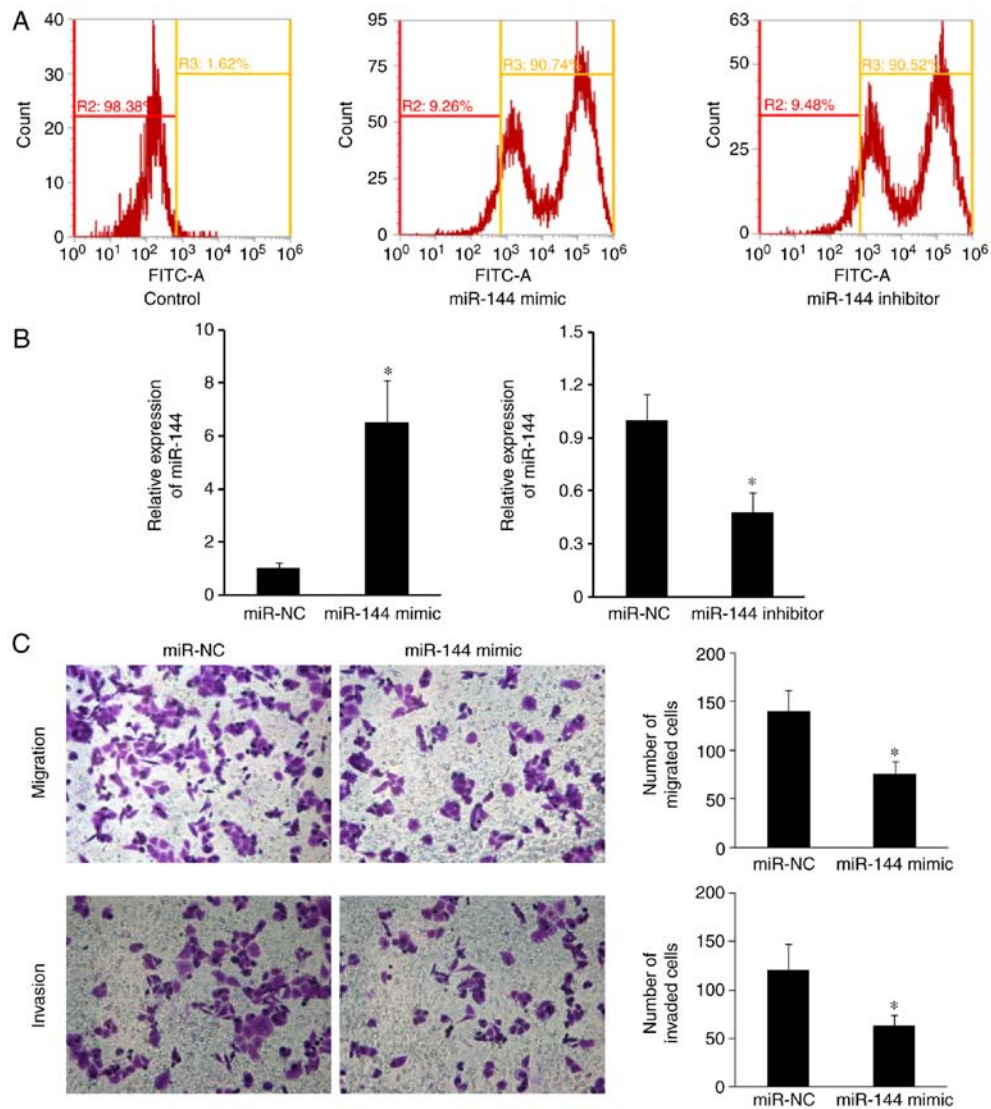 A
40
30
20
10
0
Count
R2: 98.38%
R3: 1.62%
10^0 10^1 10^2 10^3 10^4 10^5 10^6
FITC-A
Control
95
75
50
25
0
Count
R2: 9.26%
R3: 90.74%
10^0 10^1 10^2 10^3 10^4 10^5 10^6
FITC-A
miR-144 mimic
63
50
25
0
Count
R2: 9.48%
R3: 90.52%
10^0 10^1 10^2 10^3 10^4 10^5 10^6
FITC-A
miR-144 inhibitor
B
Relative expression
of miR-144
10
8
6
4
2
0
*
miR-NC miR-144 mimic
Relative expression
of miR-144
1.5
1.2
0.9
0.6
0.3
0
*
miR-NC miR-144 inhibitor
C
miR-NC miR-144 mimic
Migration
Number of
migrated cells
200
150
100
50
0
*
miR-NC miR-144 mimic
Invasion
Number of
invaded cells
200
150
100
50
0
*
miR-NC miR-144 mimic